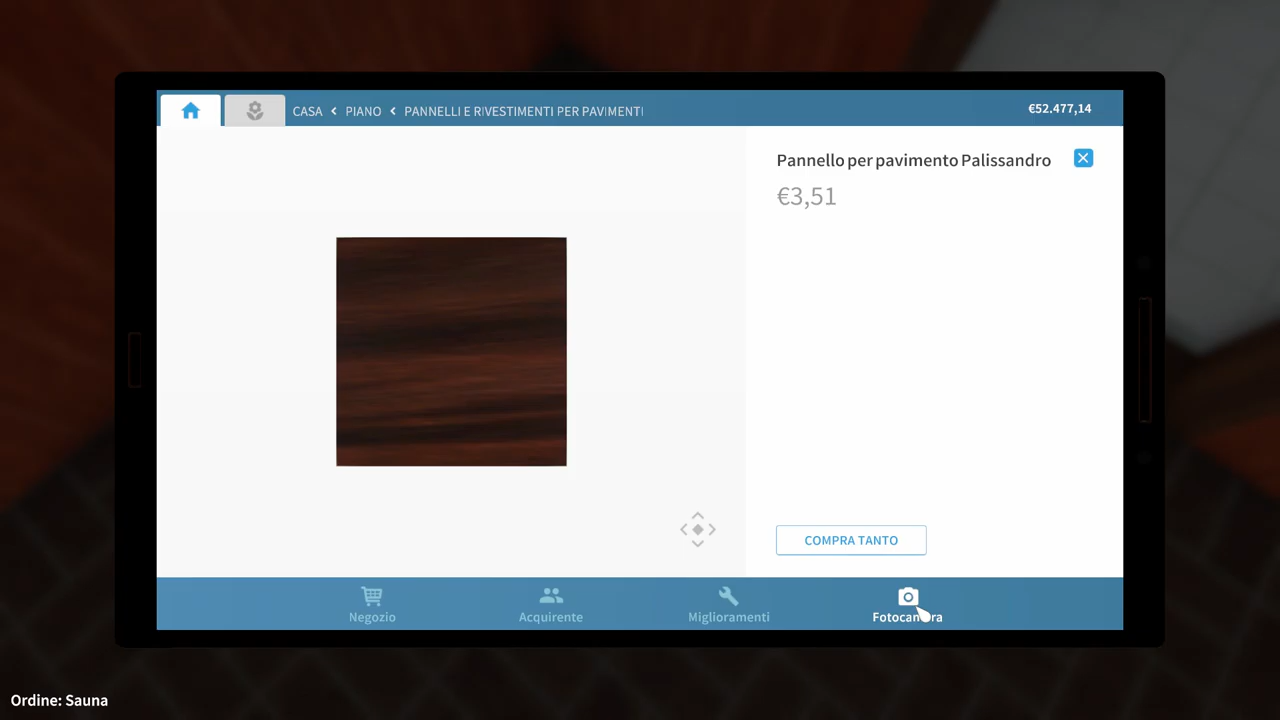 CASA < PIANO < PANNELLI E RIVESTIMENTI PER PAVIMENTI
€52.477,14
Pannello per pavimento Palissandro
€3,51
COMPRA TANTO
Negozio
Acquirente
Miglioramenti
Fotocamera
Ordine: Sauna